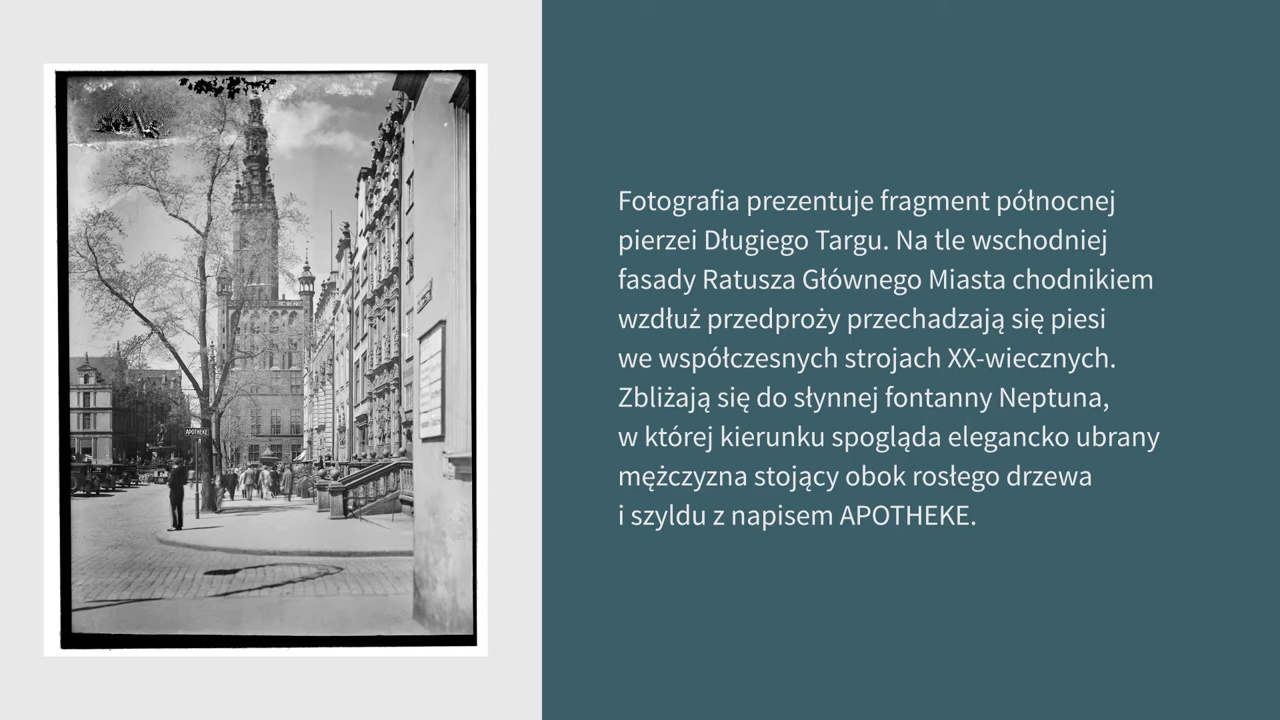 APOTHEKE
Fotografia prezentuje fragment północnej
pierzei Długiego Targu. Na tle wschodniej
fasady Ratusza Głównego Miasta chodnikiem
wzdłuż przedproży przechadzają się piesi
we współczesnych strojach XX-wiecznych.
Zbliżają się do słynnej fontanny Neptuna,
w której kierunku spogląda elegancko ubrany
mężczyzna stojący obok rosłego drzewa
i szyldu z napisem APOTHEKE.